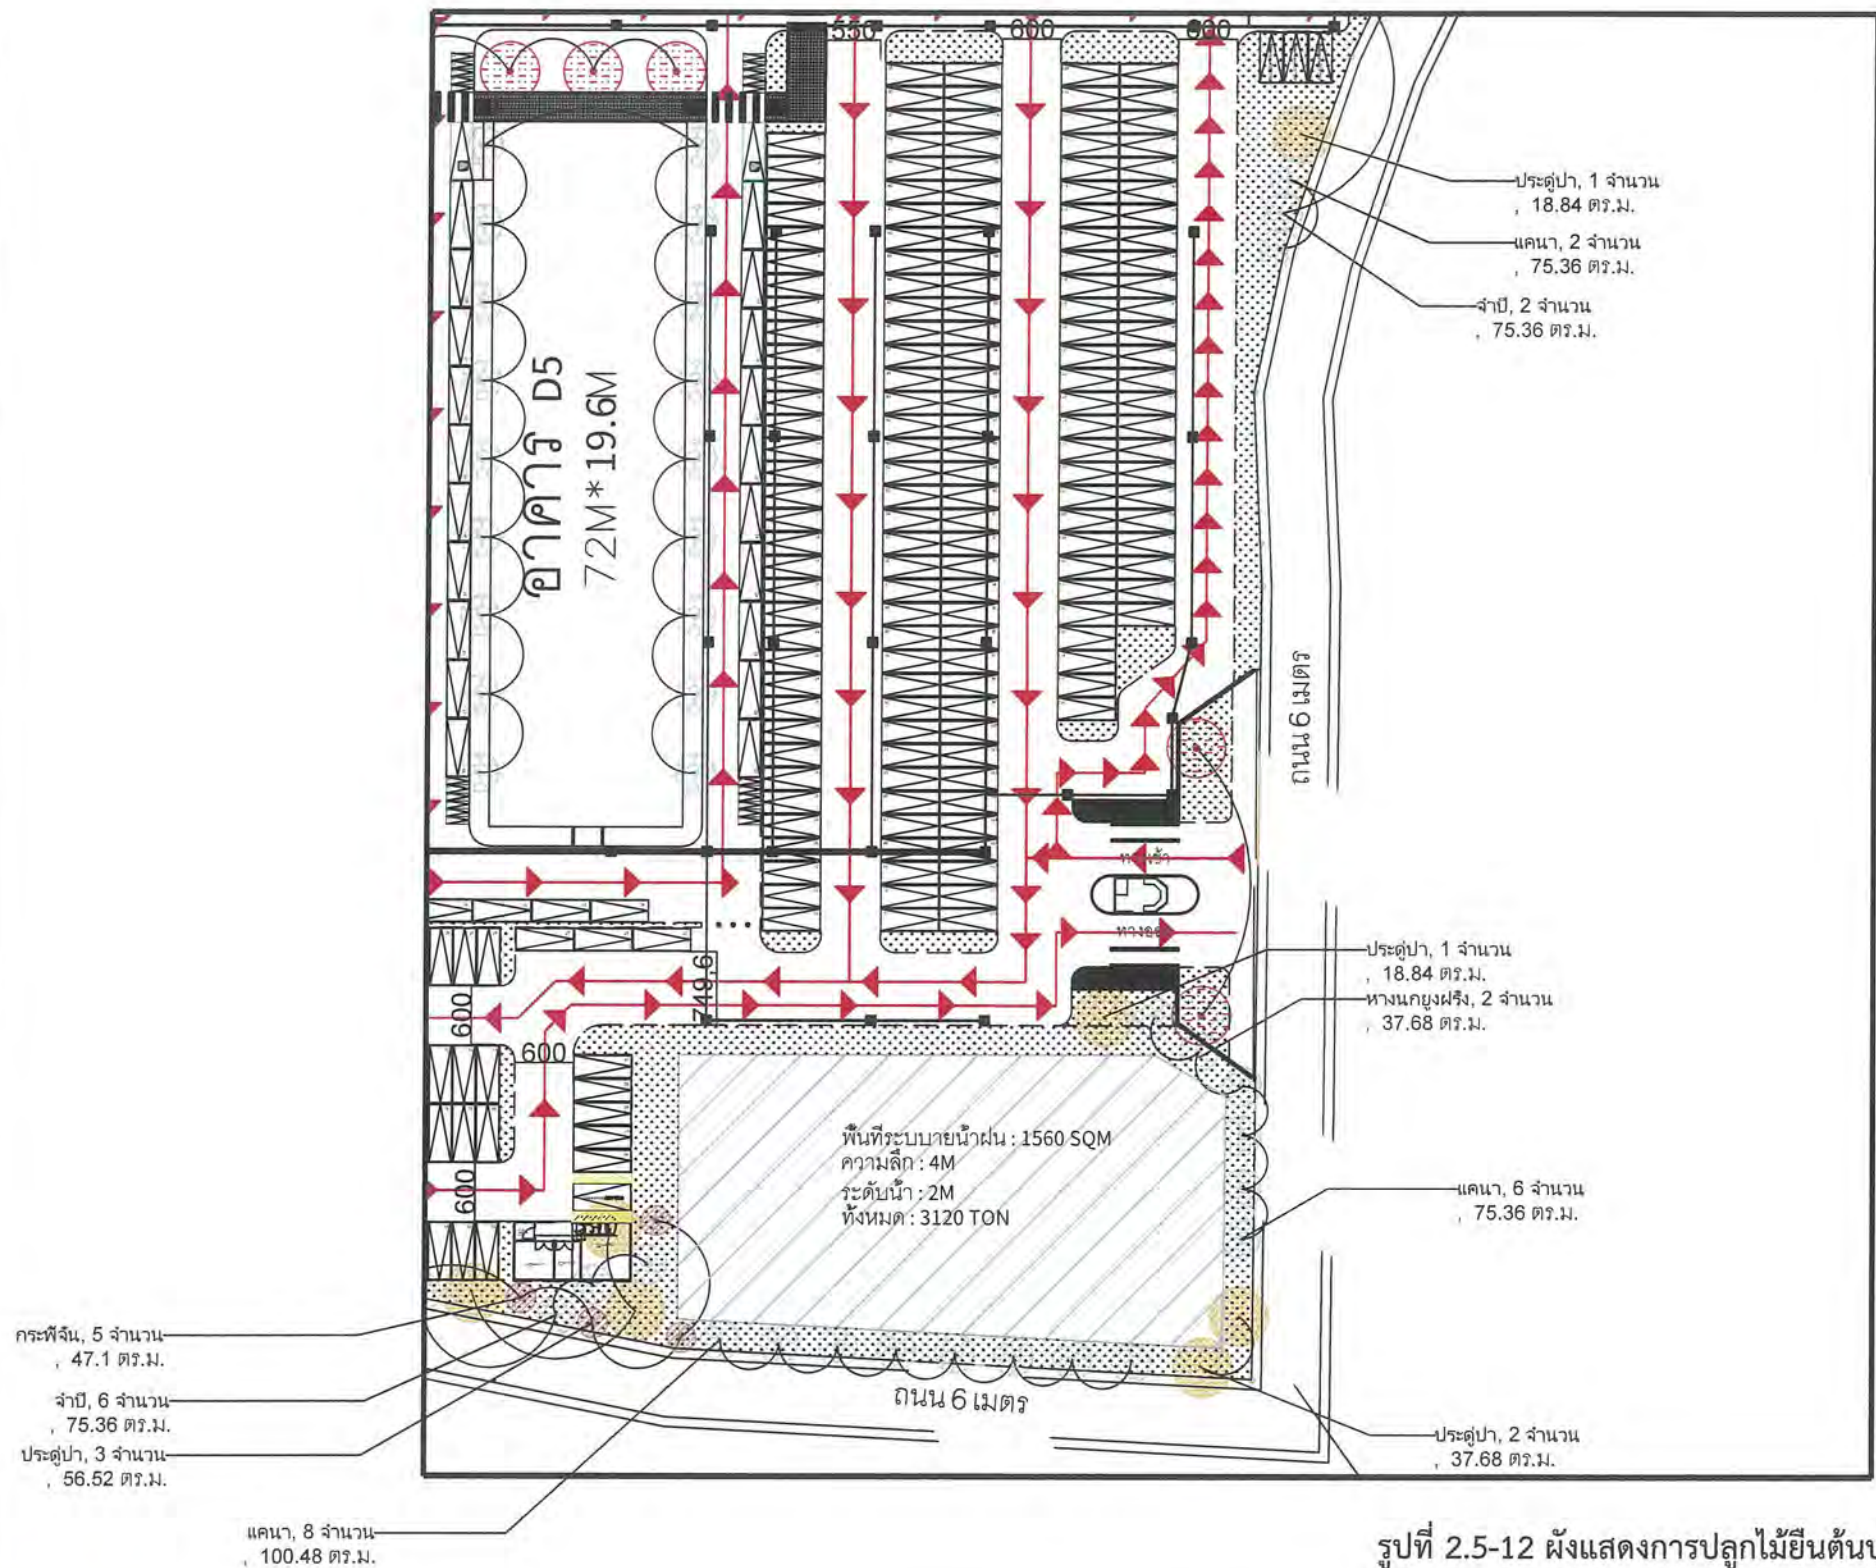 550
600
600
ประดู่ป่า, 1 จำนวน
, 18.84 ตร.ม.
แคนา, 2 จำนวน
, 75.36 ตร.ม.
จำปี, 2 จำนวน
, 75.36 ตร.ม.
อาคาร D5
72M*19.6M
ถนน 6 เมตร
ทางเข้า
ทางออก
ประดู่ป่า, 1 จำนวน
, 18.84 ตร.ม.
หางนกยูงฝรั่ง, 2 จำนวน
, 37.68 ตร.ม.
749.6
600
600
600
พื้นที่ระบบายน้ำฝน : 1560 SQM
ความลึก : 4M
ระดับน้ำ : 2M
ทั้งหมด : 3120 TON
แคนา, 6 จำนวน
, 75.36 ตร.ม.
กระพี้จั่น, 5 จำนวน
, 47.1 ตร.ม.
จำปี, 6 จำนวน
, 75.36 ตร.ม.
ประดู่ป่า, 3 จำนวน
, 56.52 ตร.ม.
ถนน 6 เมตร
ประดู่ป่า, 2 จำนวน
, 37.68 ตร.ม.
แคนา, 8 จำนวน
, 100.48 ตร.ม.
รูปที่ 2.5-12 ผังแสดงการปลูกไม้ยืนต้น